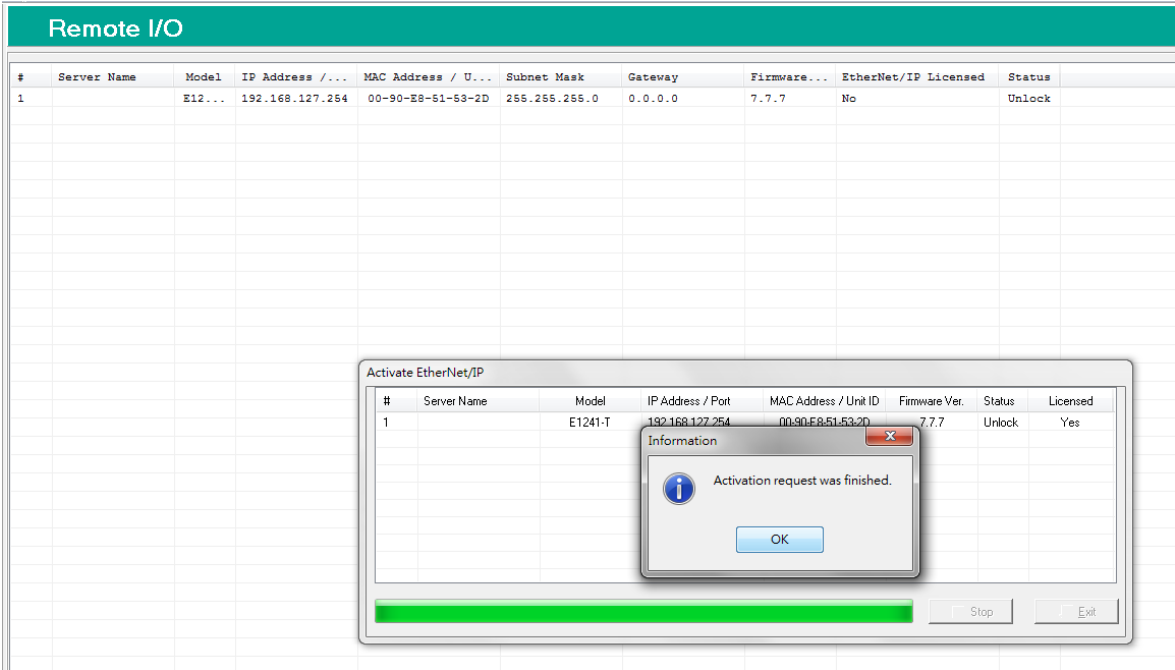 Remote I/O
# Server Name Model IP Address /... MAC Address / U... Subnet Mask Gateway Firmware... EtherNet/IP Licensed Status
1 E12... 192.168.127.254 00-90-E8-51-53-2D 255.255.255.0 0.0.0.0 7.7.7 No Unlock
Activate EtherNet/IP
# Server Name Model IP Address / Port MAC Address / Unit ID Firmware Ver. Status Licensed
1 E1241-T 192.168.127.254 00-90-E8-51-53-2D 7.7.7 Unlock Yes
Information
Activation request was finished.
OK
Stop Exit